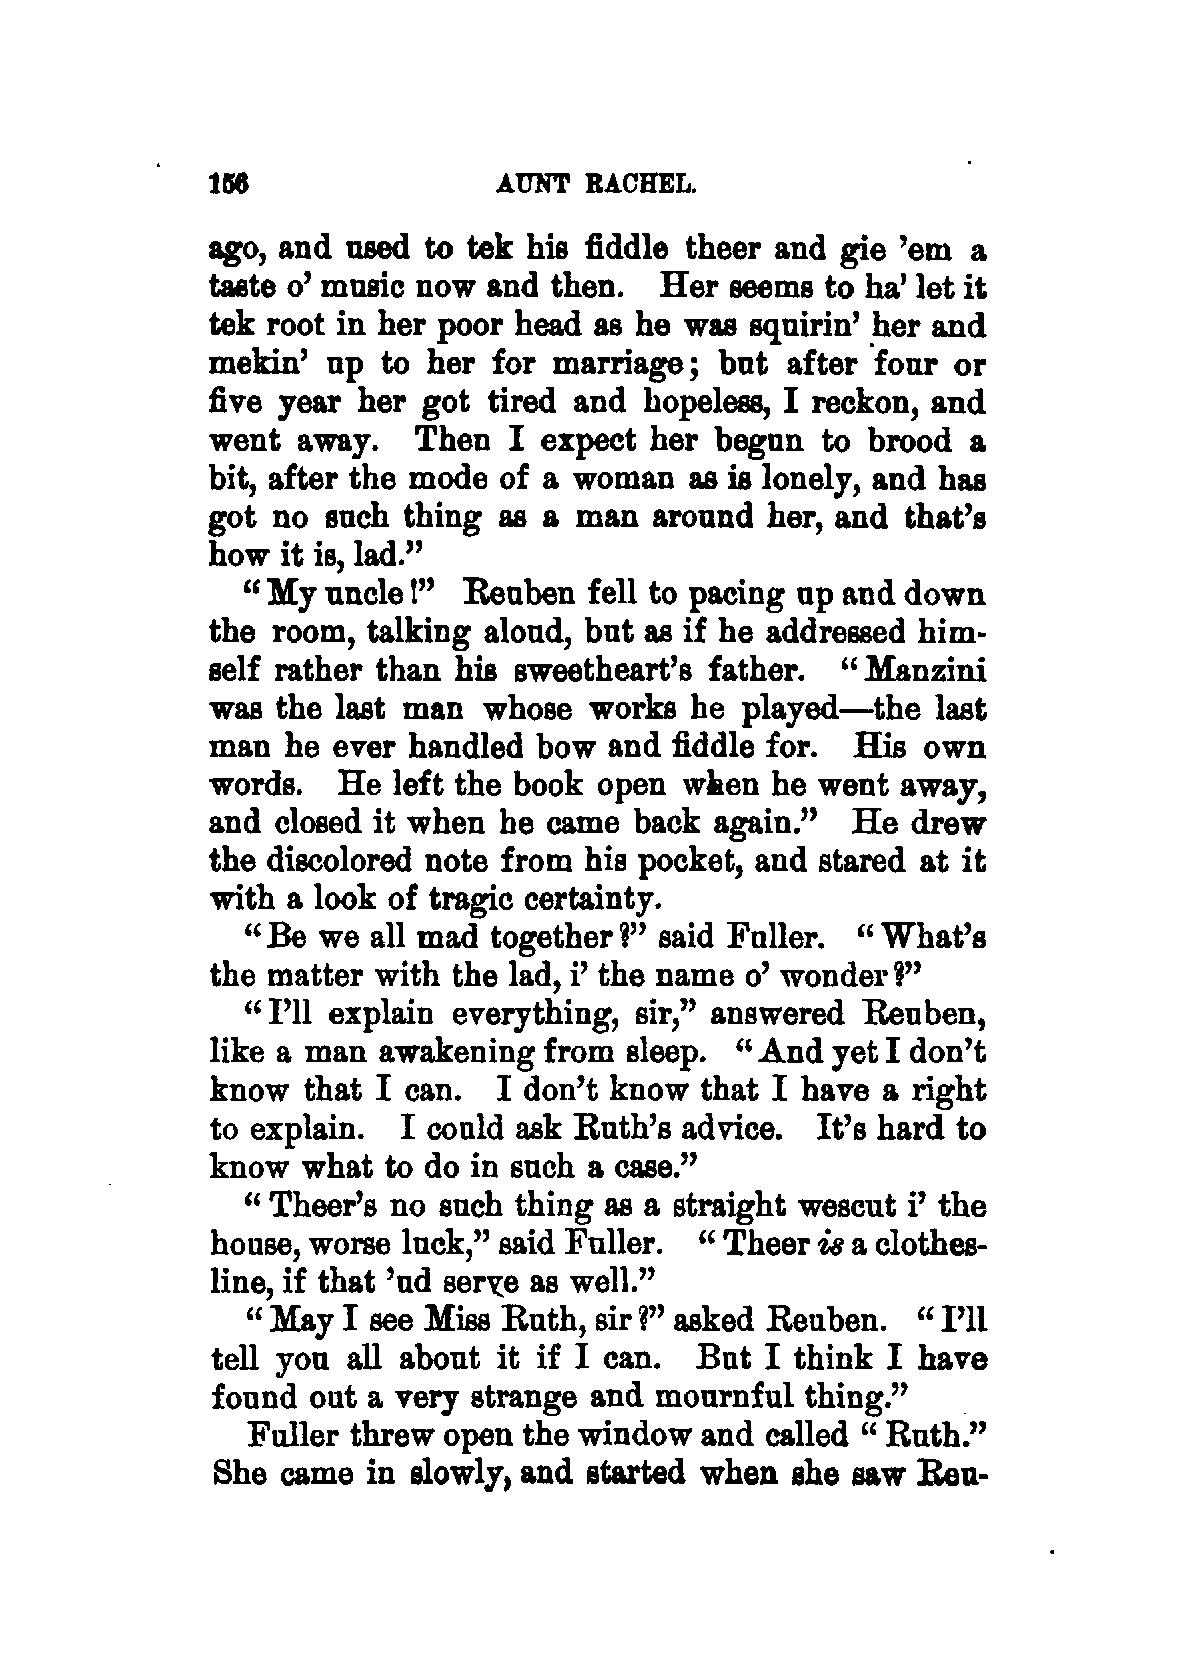 156 AUNT RACHEL.
ago, and used to tek his fiddle theer and gie ’em a
taste o’ music now and then. Her seems to ha’ let it
tek root in her poor head as he was squirin’ her and
mekin’ up to her for marriage; but after four or
five year her got tired and hopeless, I reckon, and
went away. Then I expect her begun to brood a
bit, after the mode of a woman as is lonely, and has
got no such thing as a man around her, and that’s
how it is, lad.”
“My uncle!” Reuben fell to pacing up and down
the room, talking aloud, but as if he addressed him-
self rather than his sweetheart’s father. “Manzini
was the last man whose works he played—the last
man he ever handled bow and fiddle for. His own
words. He left the book open when he went away,
and closed it when he came back again.” He drew
the discolored note from his pocket, and stared at it
with a look of tragic certainty.
“Be we all mad together?” said Fuller. “What’s
the matter with the lad, i’ the name o’ wonder?”
“I’ll explain everything, sir,” answered Reuben,
like a man awakening from sleep. “And yet I don’t
know that I can. I don’t know that I have a right
to explain. I could ask Ruth’s advice. It’s hard to
know what to do in such a case.”
“Theer’s no such thing as a straight wescut i’ the
house, worse luck,” said Fuller. “Theer is a clothes-
line, if that ’ud serve as well.”
“May I see Miss Ruth, sir?” asked Reuben. “I’ll
tell you all about it if I can. But I think I have
found out a very strange and mournful thing.”
Fuller threw open the window and called “Ruth.”
She came in slowly, and started when she saw Reu-